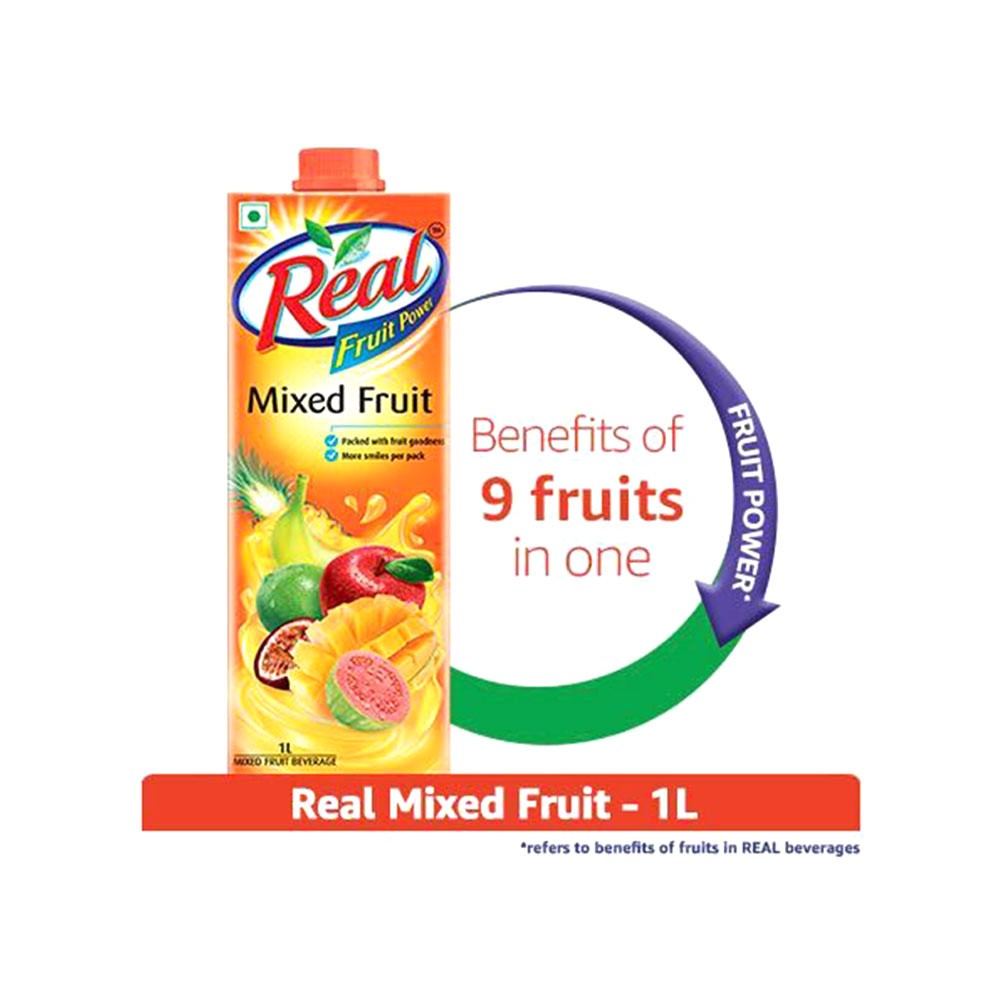 Real
TM
Fruit Power
Mixed Fruit
Packed with fruit goodness
More smiles per pack
1L
MIXED FRUIT BEVERAGE
Benefits of
9 fruits
in one
FRUIT POWER*
Real Mixed Fruit - 1L
*refers to benefits of fruits in REAL beverages